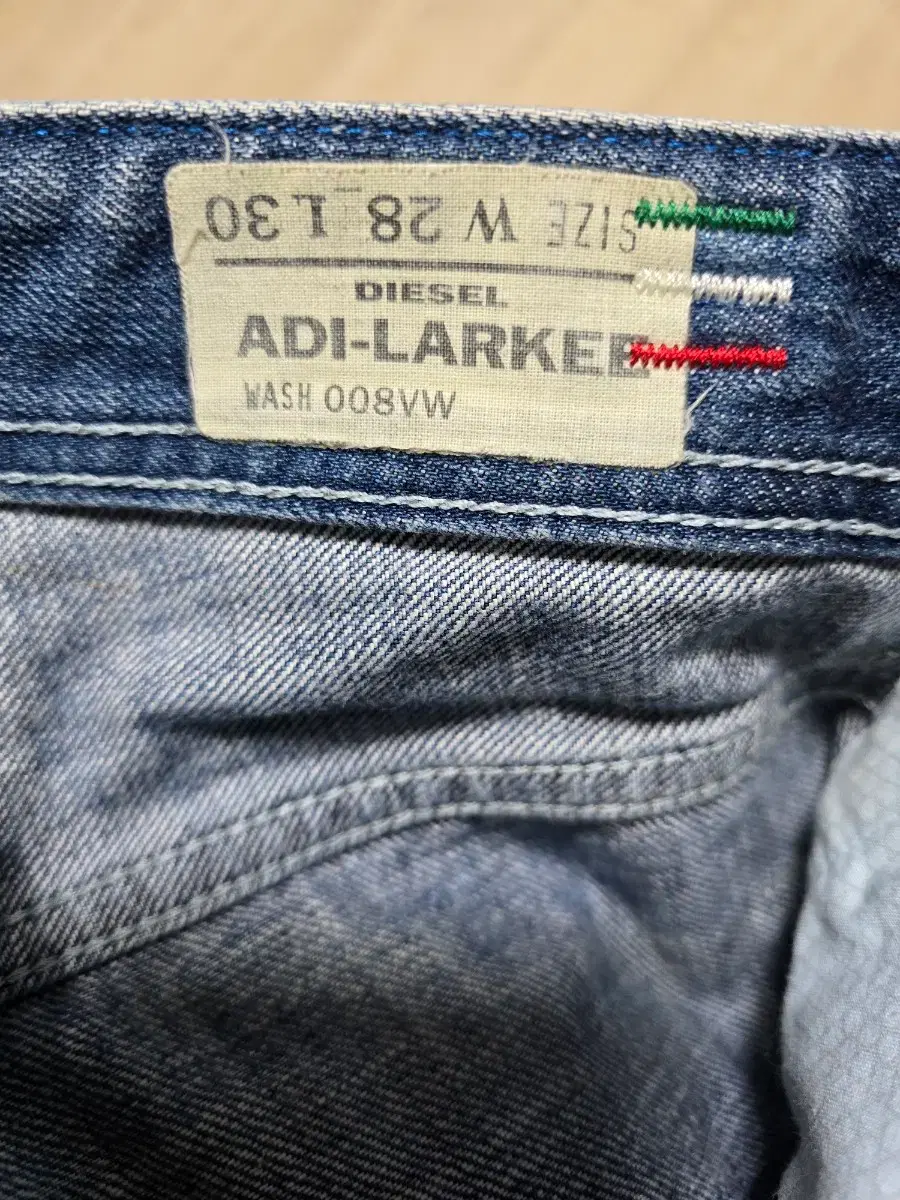 SIZE W 28 L 30
DIESEL
ADI-LARKEE
WASH 008VW